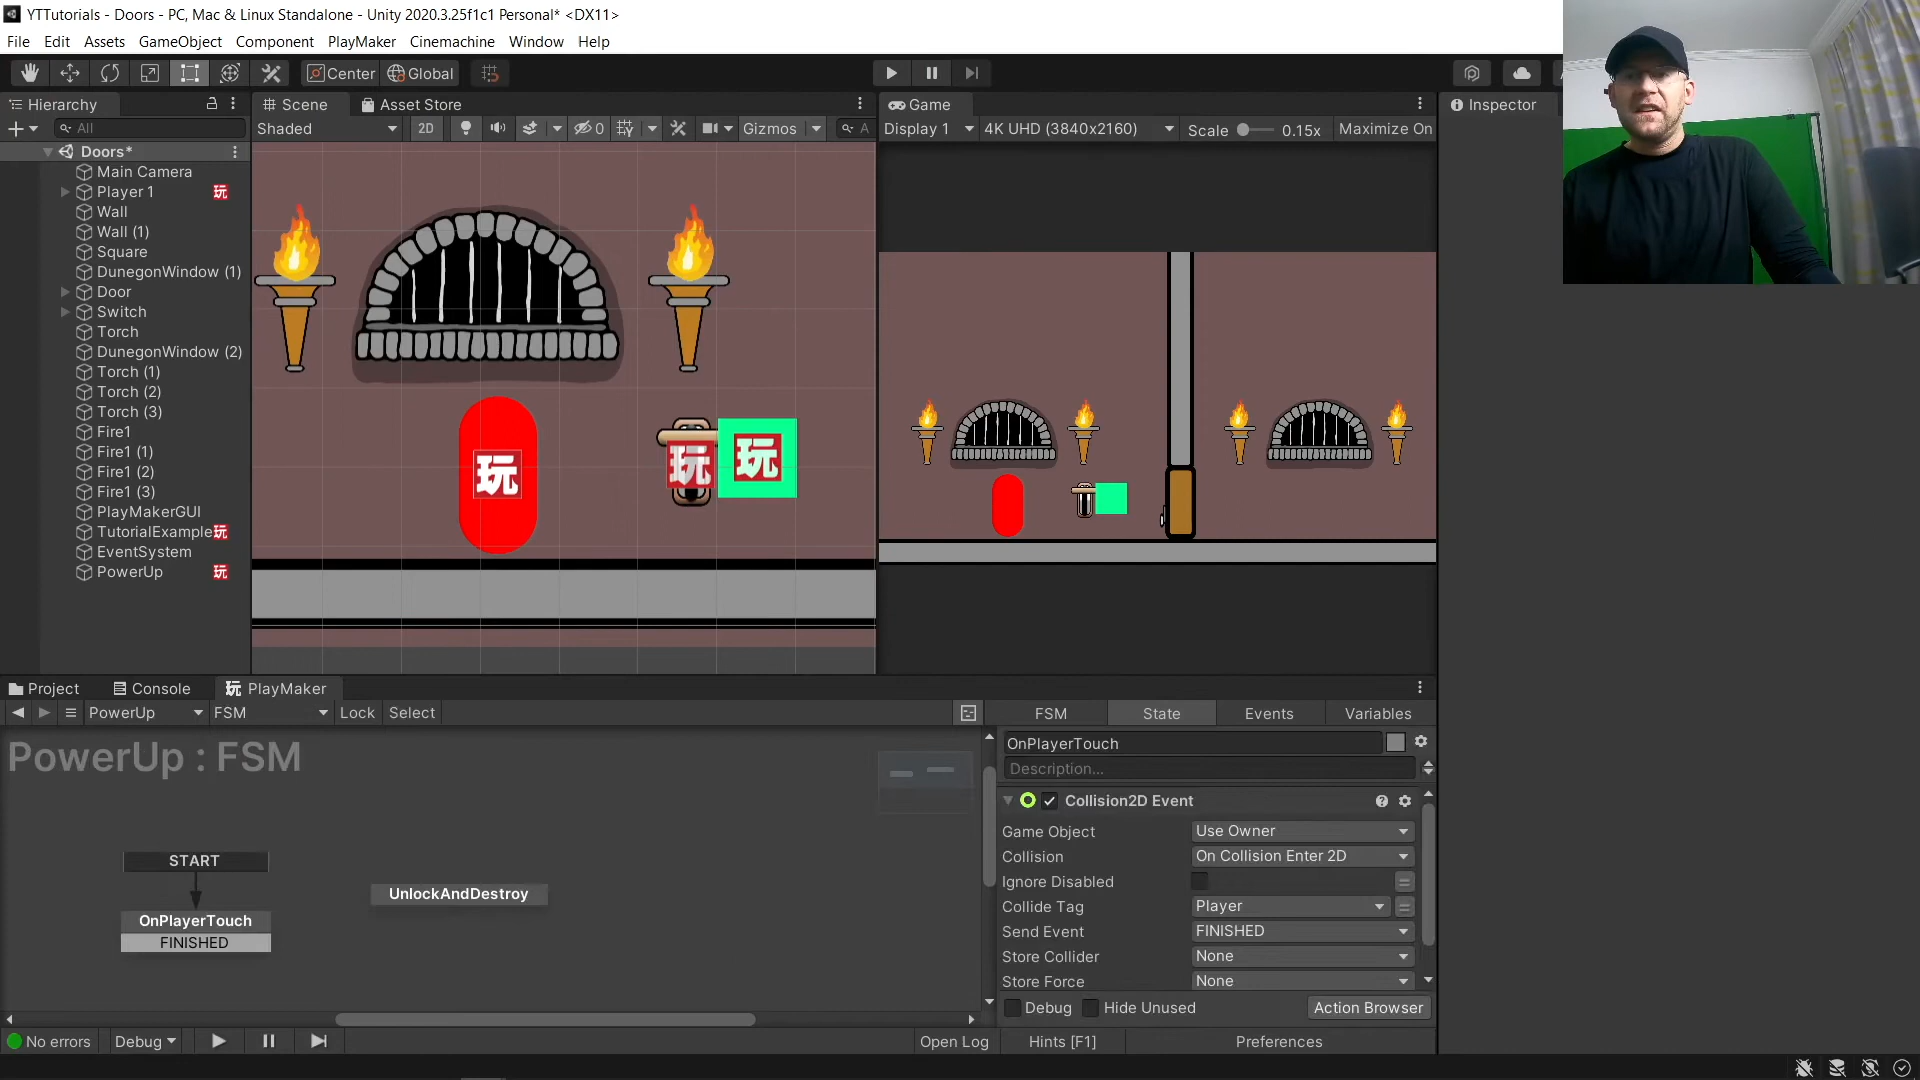 YTTutorials - Doors - PC, Mac & Linux Standalone - Unity 2020.3.25f1c1 Personal* <DX11>
File Edit Assets GameObject Component PlayMaker Cinemachine Window Help
Center Global
Hierarchy
All
Doors*
Main Camera
Player 1 玩
Wall
Wall (1)
Square
DunegonWindow (1)
Door
Switch
Torch
DunegonWindow (2)
Torch (1)
Torch (2)
Torch (3)
Fire1
Fire1 (1)
Fire1 (2)
Fire1 (3)
PlayMakerGUI
TutorialExample 玩
EventSystem
PowerUp 玩
Scene Asset Store
Shaded 2D 0 Gizmos A
玩 玩 玩
Game
Display 1 4K UHD (3840x2160) Scale 0.15x Maximize On
Inspector
Project Console 玩 PlayMaker
PowerUp FSM Lock Select
PowerUp : FSM
START
OnPlayerTouch
FINISHED
UnlockAndDestroy
FSM State Events Variables
OnPlayerTouch
Description...
Collision2D Event
Game Object Use Owner
Collision On Collision Enter 2D
Ignore Disabled
Collide Tag Player
Send Event FINISHED
Store Collider None
Store Force None
Debug Hide Unused Action Browser
No errors Debug Open Log Hints [F1] Preferences